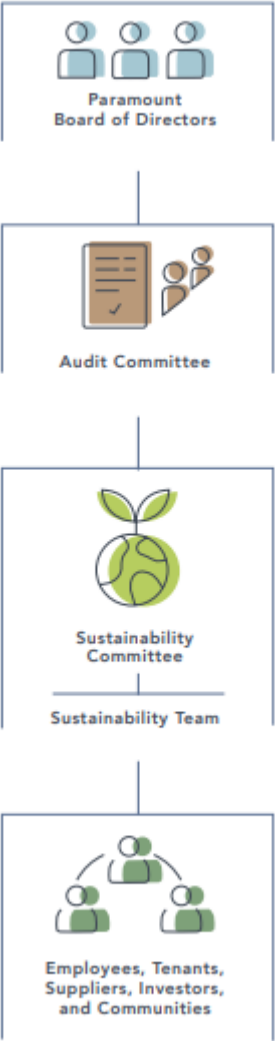 Paramount
Board of Directors
Audit Committee
Sustainability
Committee
Sustainability Team
Employees, Tenants,
Suppliers, Investors,
and Communities